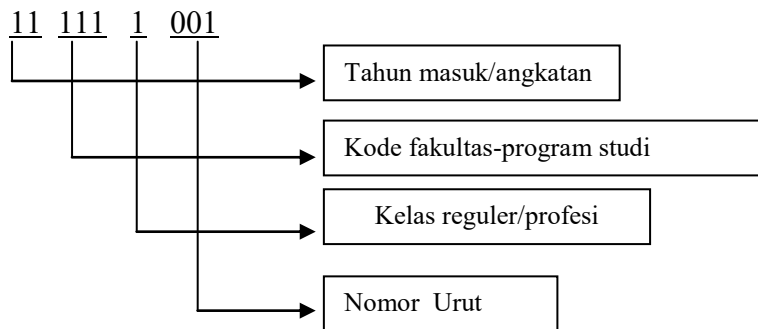 11 111 1 001
Tahun masuk/angkatan
Kode fakultas-program studi
Kelas reguler/profesi
Nomor Urut